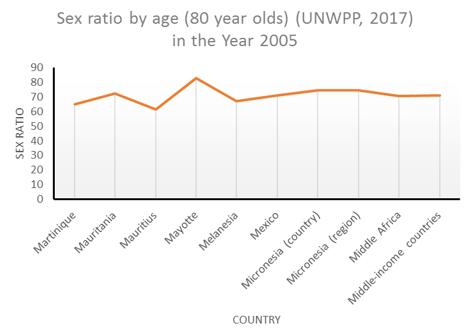 Sex ratio by age (80 year olds) (UNWPP, 2017)
in the Year 2005
SEX RATIO
90
80
70
60
50
40
30
20
10
0
Martinique
Mauritania
Mauritius
Mayotte
Melanesia
Mexico
Micronesia (country)
Micronesia (region)
Middle Africa
Middle-income countries
COUNTRY